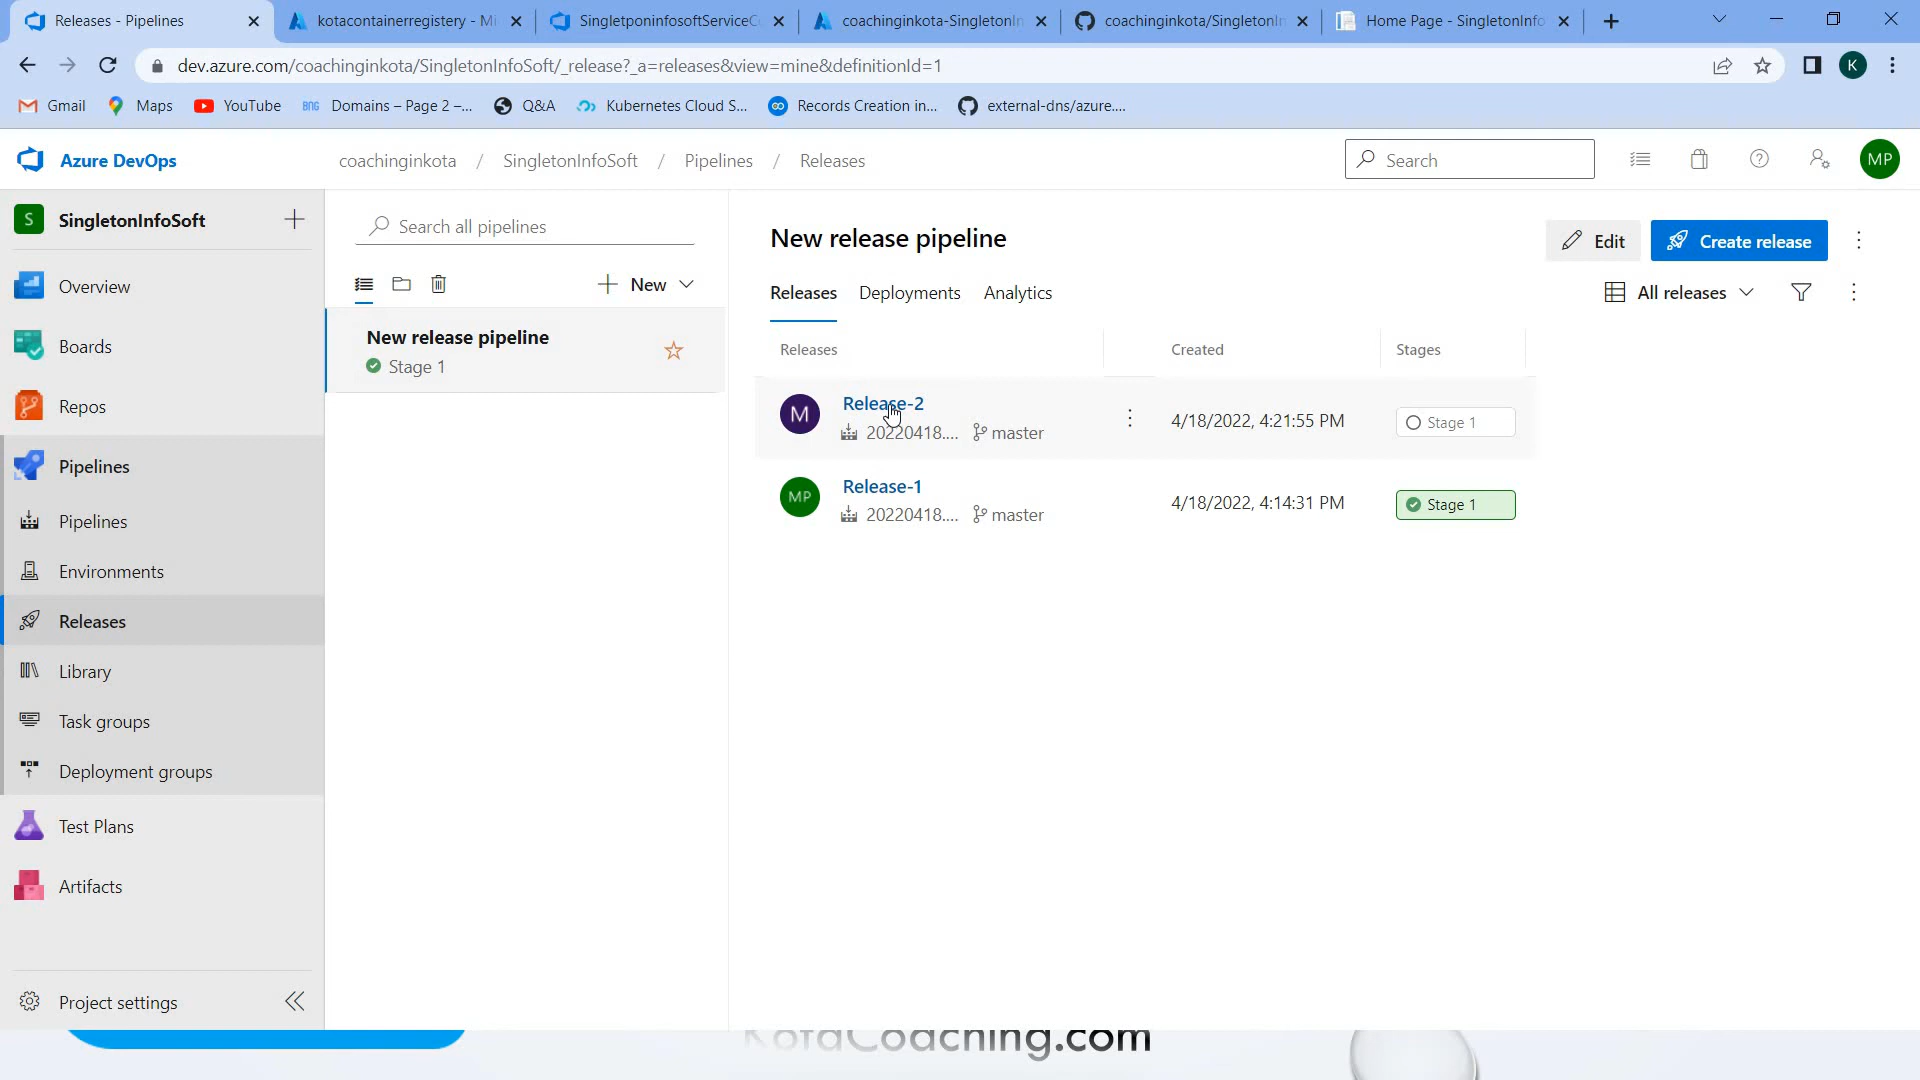 Releases - Pipelines
kotacontainerregistery - Mi
SingletponinfosoftServiceCo
coachinginkota-SingletonIn
coachinginkota/SingletonIn
Home Page - SingletonInfo
dev.azure.com/coachinginkota/SingletonInfoSoft/_release?_a=releases&view=mine&definitionId=1
K
Gmail
Maps
YouTube
BNG
Domains – Page 2 –...
Q&A
Kubernetes Cloud S...
Records Creation in...
external-dns/azure....
Azure DevOps
coachinginkota / SingletonInfoSoft / Pipelines / Releases
Search
MP
S
SingletonInfoSoft
Overview
Boards
Repos
Pipelines
Pipelines
Environments
Releases
Library
Task groups
Deployment groups
Test Plans
Artifacts
Project settings
Search all pipelines
New
New release pipeline
Stage 1
New release pipeline
Edit
Create release
Releases
Deployments
Analytics
All releases
Releases
Created
Stages
M
Release-2
20220418....
master
4/18/2022, 4:21:55 PM
Stage 1
MP
Release-1
20220418....
master
4/18/2022, 4:14:31 PM
Stage 1
KotaCoaching.com